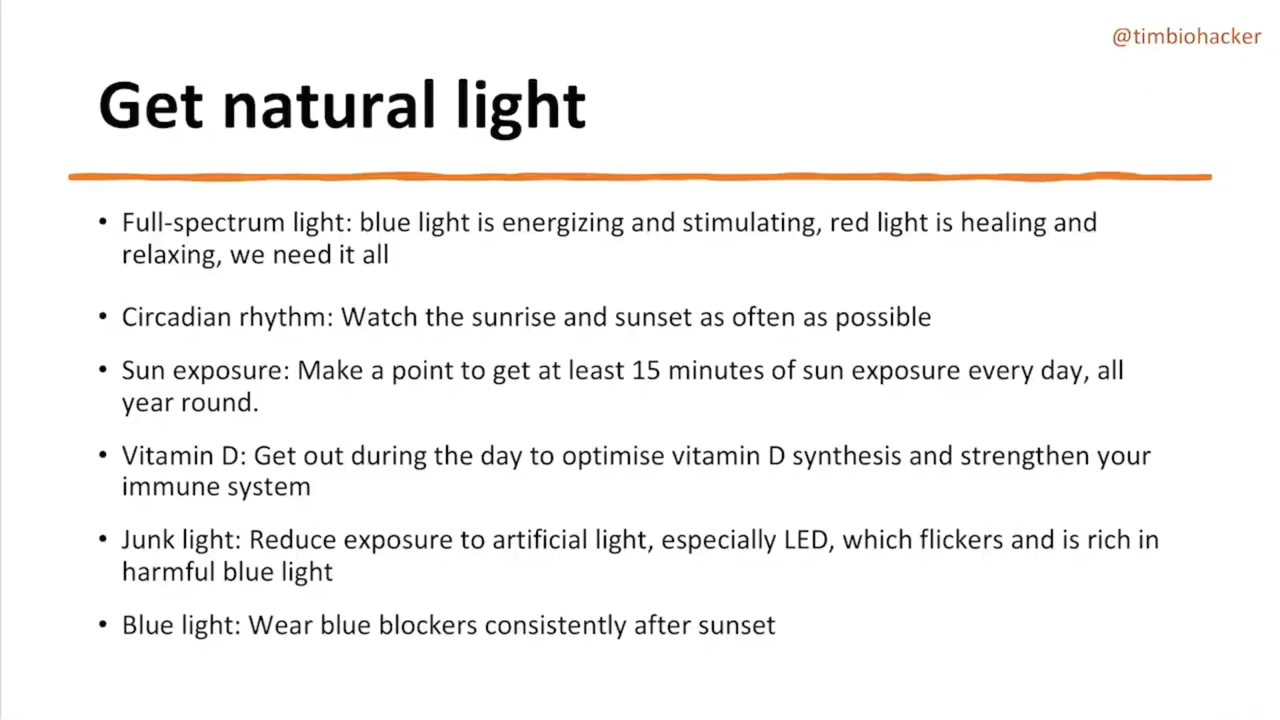 @timbiohacker
Get natural light
• Full-spectrum light: blue light is energizing and stimulating, red light is healing and
relaxing, we need it all
• Circadian rhythm: Watch the sunrise and sunset as often as possible
• Sun exposure: Make a point to get at least 15 minutes of sun exposure every day, all
year round.
• Vitamin D: Get out during the day to optimise vitamin D synthesis and strengthen your
immune system
• Junk light: Reduce exposure to artificial light, especially LED, which flickers and is rich in
harmful blue light
• Blue light: Wear blue blockers consistently after sunset